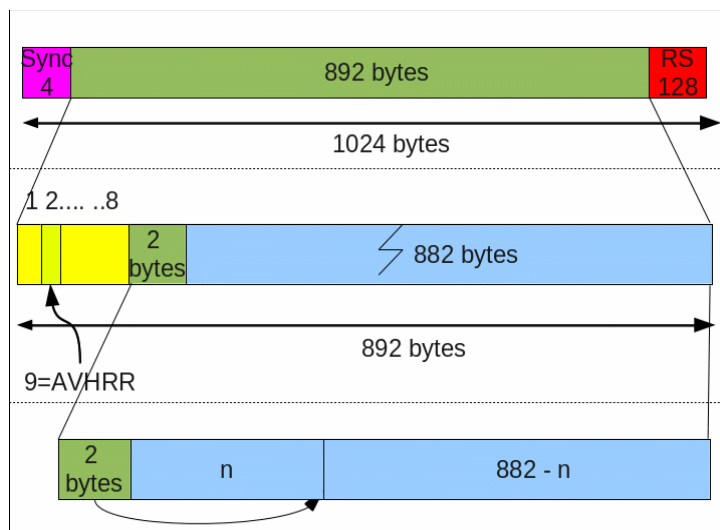 Sync
4
892 bytes
RS
128
1024 bytes
1 2.... ..8
2
bytes
882 bytes
892 bytes
9=AVHRR
2
bytes
n
882 - n